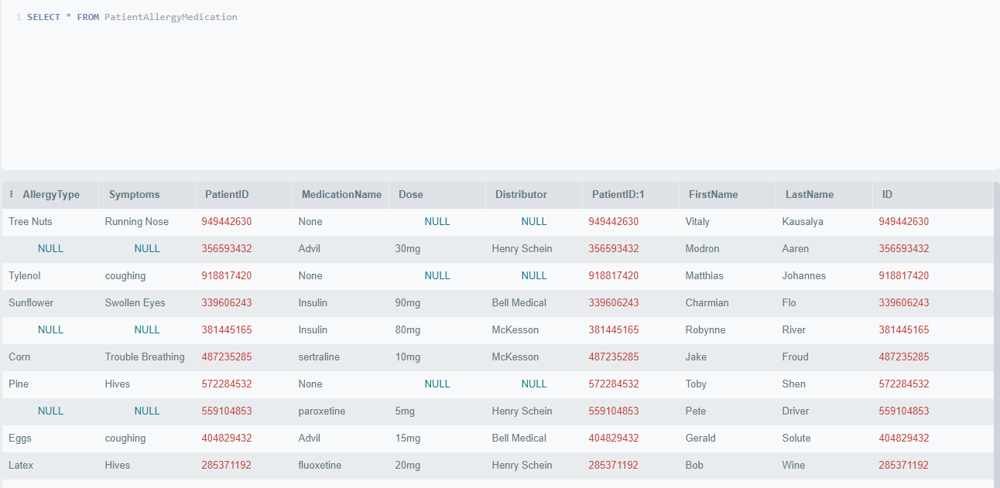 1 SELECT * FROM PatientAllergyMedication
AllergyType Symptoms PatientID MedicationName Dose Distributor PatientID:1 FirstName LastName ID
Tree Nuts Running Nose 949442630 None NULL NULL 949442630 Vitaly Kausalya 949442630
NULL NULL 356593432 Advil 30mg Henry Schein 356593432 Modron Aaren 356593432
Tylenol coughing 918817420 None NULL NULL 918817420 Matthias Johannes 918817420
Sunflower Swollen Eyes 339606243 Insulin 90mg Bell Medical 339606243 Charmian Flo 339606243
NULL NULL 381445165 Insulin 80mg McKesson 381445165 Robynne River 381445165
Corn Trouble Breathing 487235285 sertraline 10mg McKesson 487235285 Jake Froud 487235285
Pine Hives 572284532 None NULL NULL 572284532 Toby Shen 572284532
NULL NULL 559104853 paroxetine 5mg Henry Schein 559104853 Pete Driver 559104853
Eggs coughing 404829432 Advil 15mg Bell Medical 404829432 Gerald Solute 404829432
Latex Hives 285371192 fluoxetine 20mg Henry Schein 285371192 Bob Wine 285371192